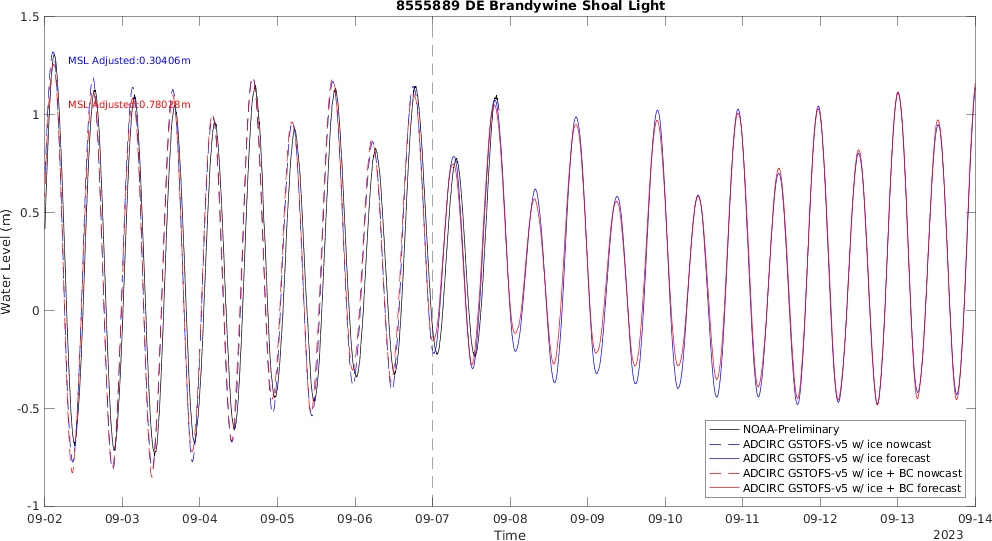 8555889 DE Brandywine Shoal Light
1.5
MSL Adjusted:0.30406m
MSL Adjusted:0.78028m
1
0.5
Water Level (m)
0
-0.5
-1
NOAA-Preliminary
ADCIRC GSTOFS-v5 w/ ice nowcast
ADCIRC GSTOFS-v5 w/ ice forecast
ADCIRC GSTOFS-v5 w/ ice + BC nowcast
ADCIRC GSTOFS-v5 w/ ice + BC forecast
09-02 09-03 09-04 09-05 09-06 09-07 09-08 09-09 09-10 09-11 09-12 09-13 09-14
Time
2023